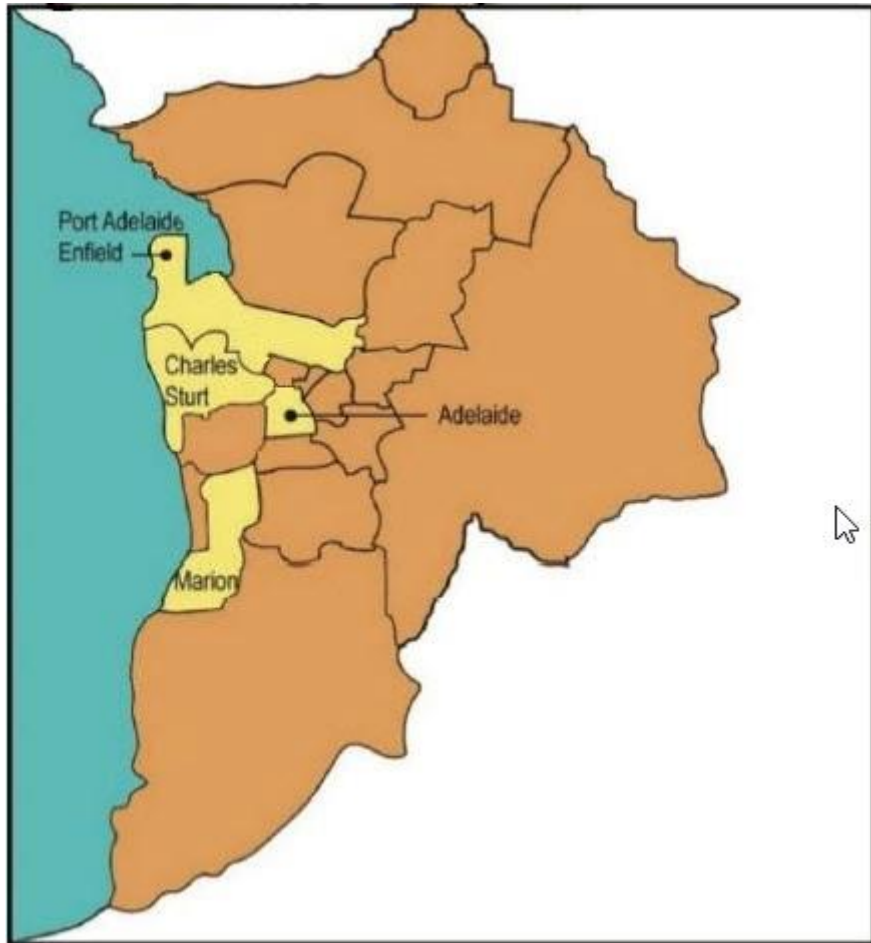 Port Adelaide
Enfield
Charles
Sturt
Adelaide
Marion